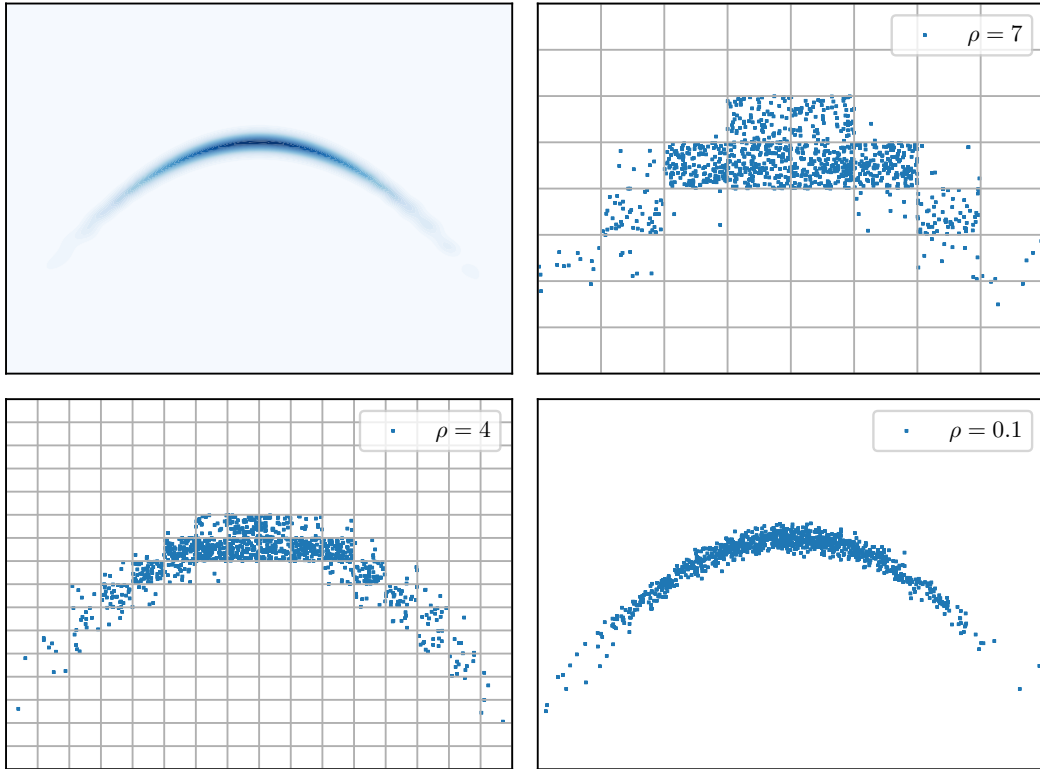 ρ = 7
ρ = 4
ρ = 0.1